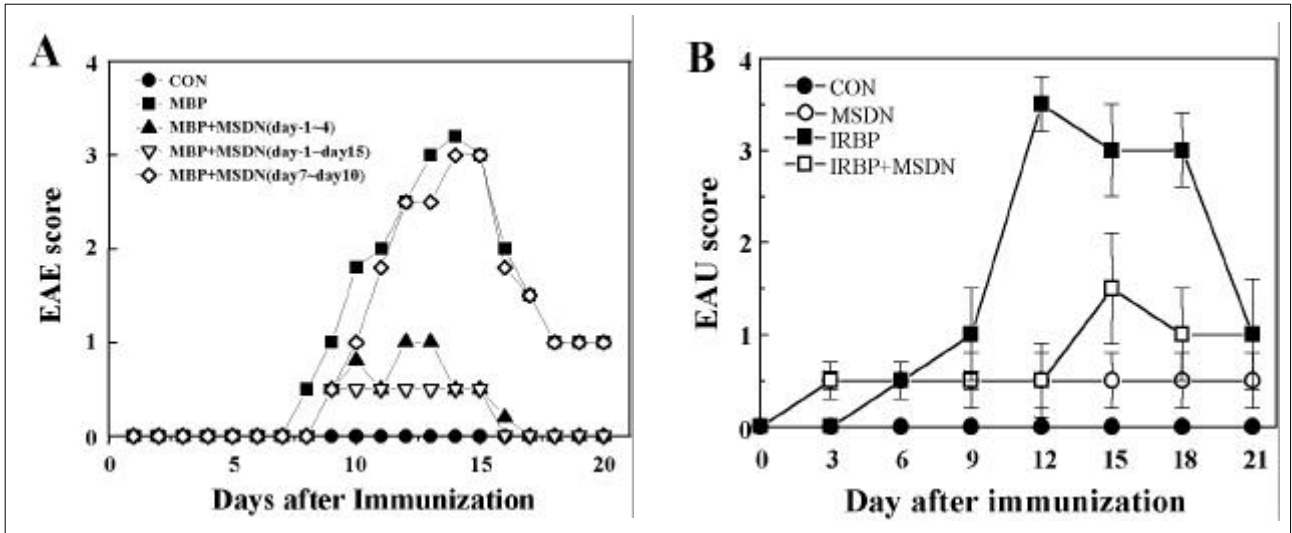 A
4
3
2
1
0
EAE score
CON
MBP
MBP+MSDN(day-1~4)
MBP+MSDN(day-1~day15)
MBP+MSDN(day7~day10)
0 5 10 15 20
Days after Immunization
B
4
3
2
1
0
EAU score
CON
MSDN
IRBP
IRBP+MSDN
0 3 6 9 12 15 18 21
Day after immunization